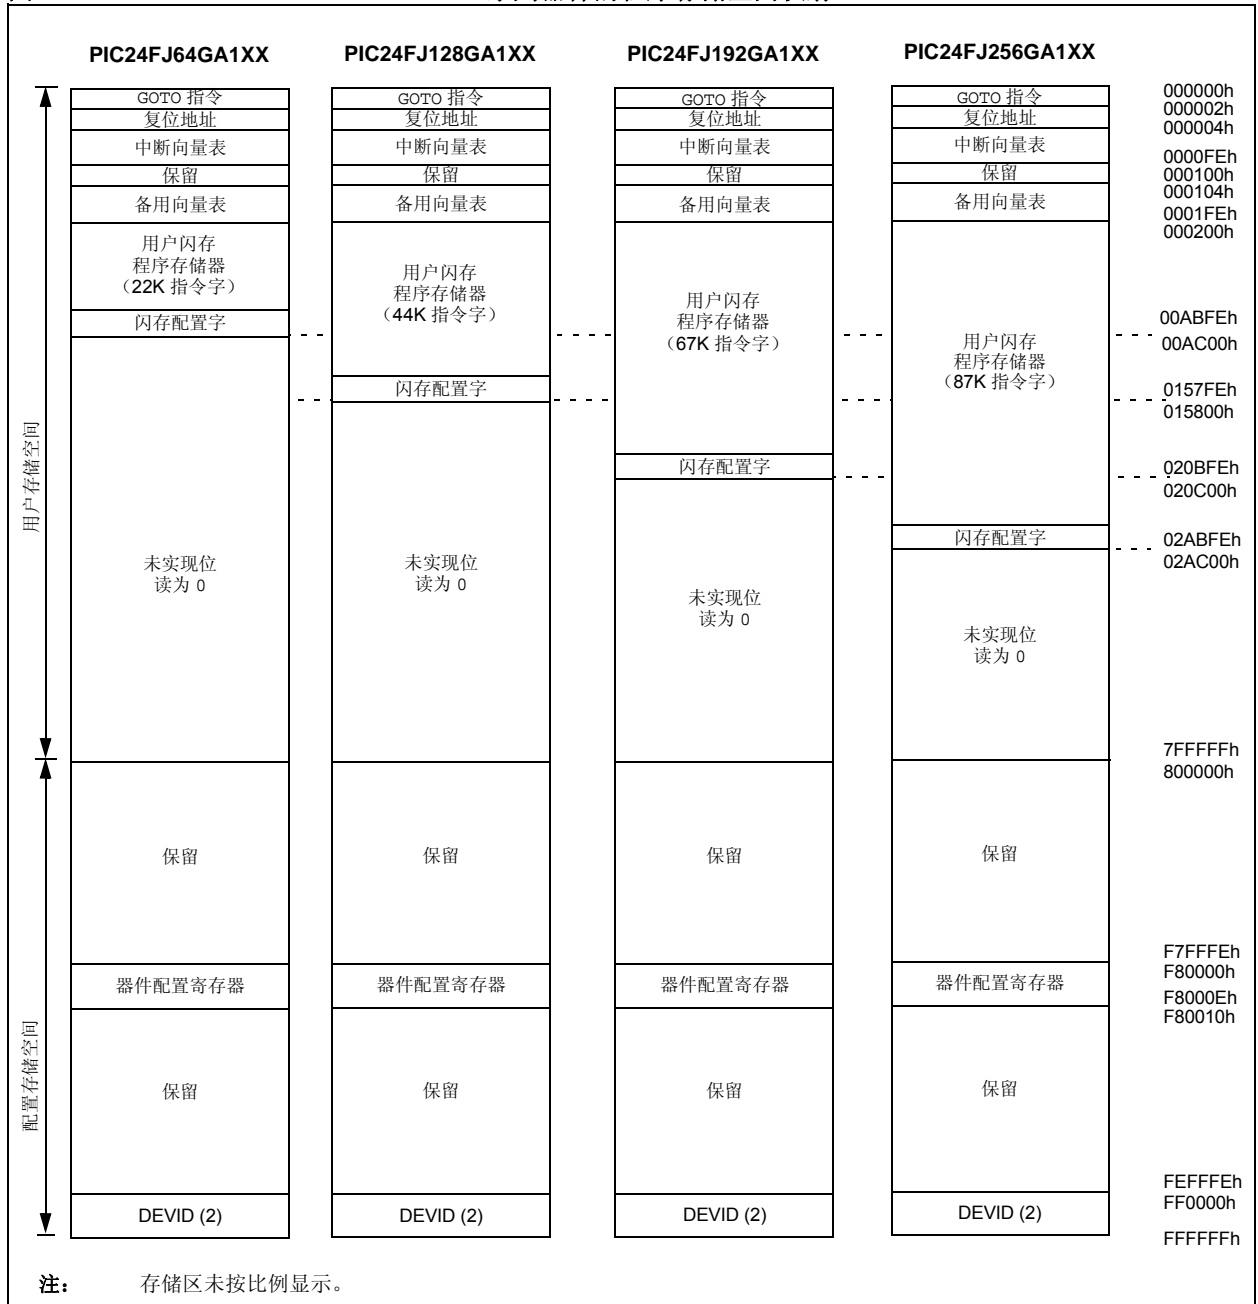 PIC24FJ64GA1XX PIC24FJ128GA1XX PIC24FJ192GA1XX PIC24FJ256GA1XX
GOTO 指令
复位地址
中断向量表
保留
备用向量表
用户闪存
程序存储器
（22K 指令字）
闪存配置字
未实现位
读为 0
保留
器件配置寄存器
保留
DEVID (2)
GOTO 指令
复位地址
中断向量表
保留
备用向量表
用户闪存
程序存储器
（44K 指令字）
闪存配置字
未实现位
读为 0
保留
器件配置寄存器
保留
DEVID (2)
GOTO 指令
复位地址
中断向量表
保留
备用向量表
用户闪存
程序存储器
（67K 指令字）
闪存配置字
未实现位
读为 0
保留
器件配置寄存器
保留
DEVID (2)
GOTO 指令
复位地址
中断向量表
保留
备用向量表
用户闪存
程序存储器
（87K 指令字）
闪存配置字
未实现位
读为 0
保留
器件配置寄存器
保留
DEVID (2)
000000h
000002h
000004h
0000FEh
000100h
000104h
0001FEh
000200h
00ABFEh
00AC00h
0157FEh
015800h
020BFEh
020C00h
02ABFEh
02AC00h
7FFFFFh
800000h
F7FFFEh
F80000h
F8000Eh
F80010h
FEFFFEh
FF0000h
FFFFFFh
用户存储空间
配置存储空间
注： 存储区未按比例显示。